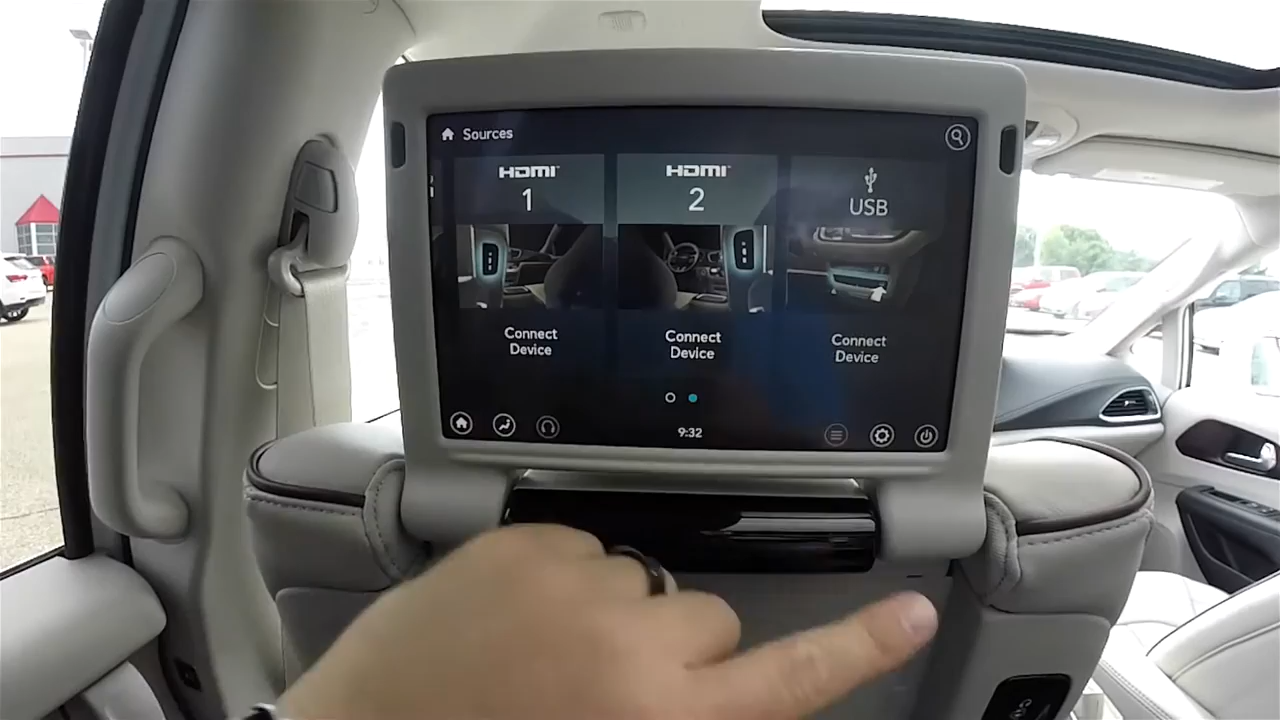 Sources
HDMI
1
HDMI
2
USB
Connect
Device
Connect
Device
Connect
Device
9:32